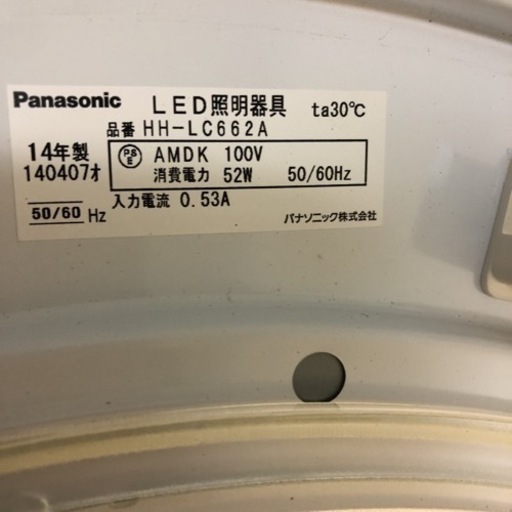 Panasonic LED照明器具 ta30℃
品番 HH-LC662A
14年製 PSE AMDK 100V
140407オ 消費電力 52W 50/60Hz
50/60 Hz 入力電流 0.53A
パナソニック株式会社